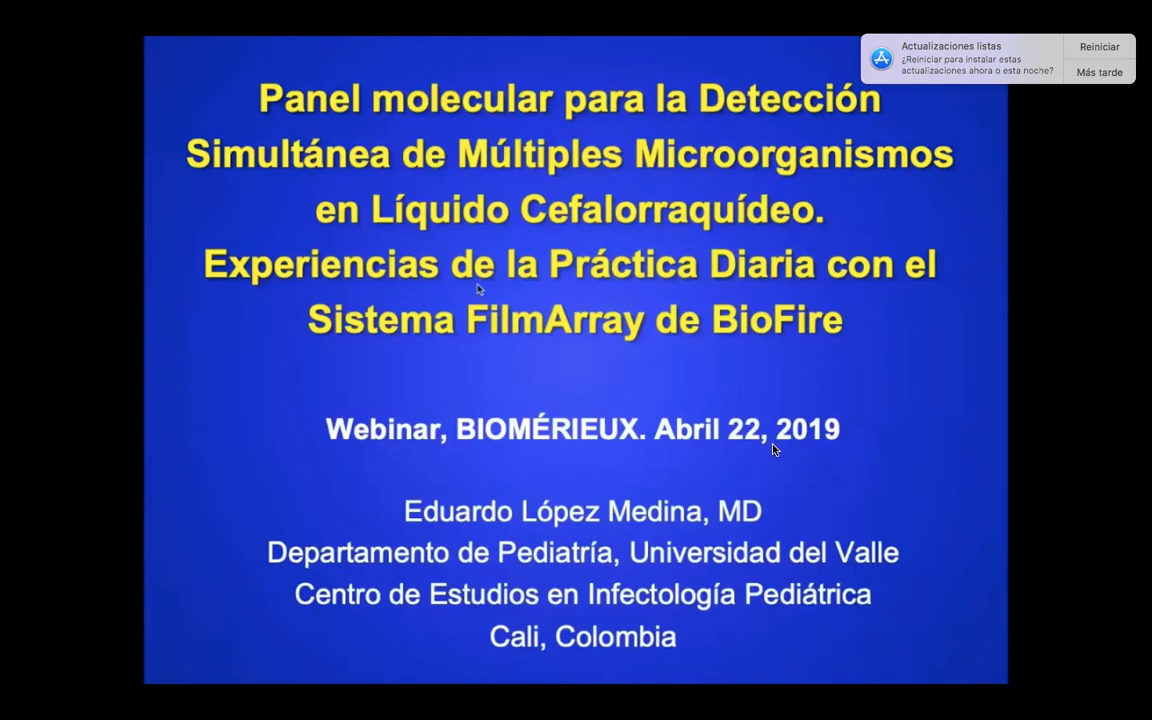 Actualizaciones listas
¿Reiniciar para instalar estas
actualizaciones ahora o esta noche?
Reiniciar
Más tarde
Panel molecular para la Detección
Simultánea de Múltiples Microorganismos
en Líquido Cefalorraquídeo.
Experiencias de la Práctica Diaria con el
Sistema FilmArray de BioFire
Webinar, BIOMÉRIEUX. Abril 22, 2019
Eduardo López Medina, MD
Departamento de Pediatría, Universidad del Valle
Centro de Estudios en Infectología Pediátrica
Cali, Colombia